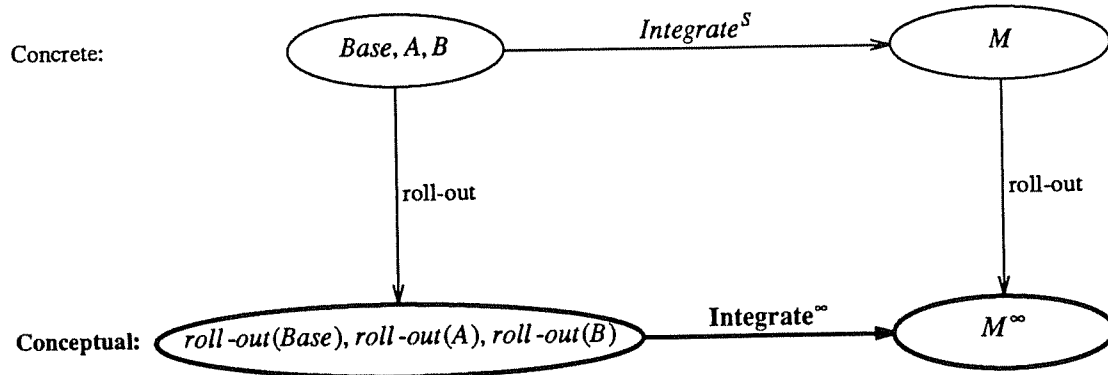 Concrete: Base, A, B Integrate^S M
roll-out roll-out
Conceptual: roll-out(Base), roll-out(A), roll-out(B) Integrate^∞ M^∞